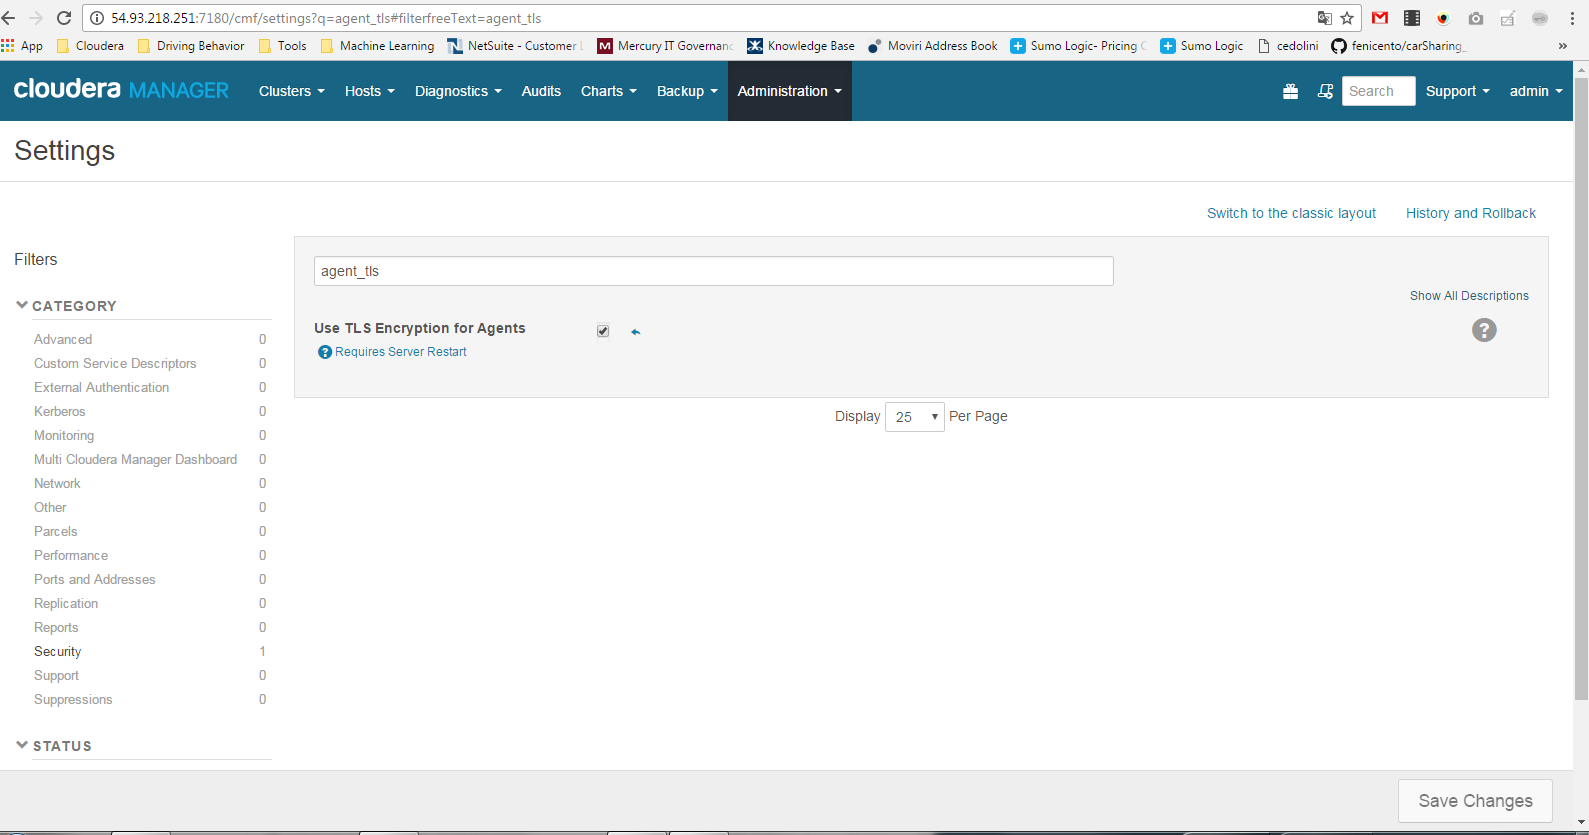 54.93.218.251:7180/cmf/settings?q=agent_tls#filterfreeText=agent_tls
App Cloudera Driving Behavior Tools Machine Learning NetSuite - Customer Mercury IT Governanc Knowledge Base Moviri Address Book Sumo Logic- Pricing Sumo Logic cedolini fenicento/carSharing_ »
cloudera MANAGER Clusters Hosts Diagnostics Audits Charts Backup Administration Search Support admin
Settings
Switch to the classic layout History and Rollback
Filters
agent_tls
Show All Descriptions
CATEGORY
Use TLS Encryption for Agents
? Requires Server Restart
?
Advanced 0
Custom Service Descriptors 0
External Authentication 0
Kerberos 0
Monitoring 0
Multi Cloudera Manager Dashboard 0
Network 0
Other 0
Parcels 0
Performance 0
Ports and Addresses 0
Replication 0
Reports 0
Security 1
Support 0
Suppressions 0
Display 25 Per Page
STATUS
Save Changes